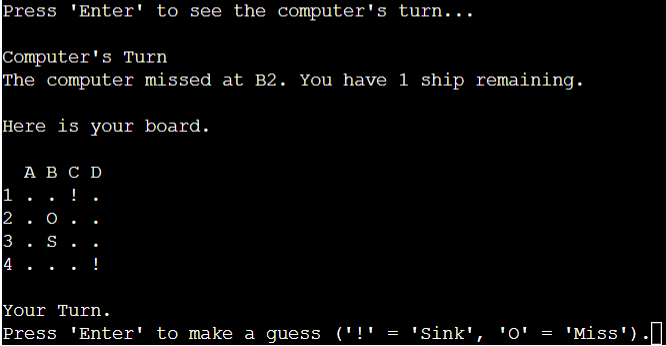 Press 'Enter' to see the computer's turn...
Computer's Turn
The computer missed at B2. You have 1 ship remaining.
Here is your board.
A B C D
1 . . ! .
2 . O . .
3 . S . .
4 . . . !
Your Turn.
Press 'Enter' to make a guess ('!' = 'Sink', 'O' = 'Miss').